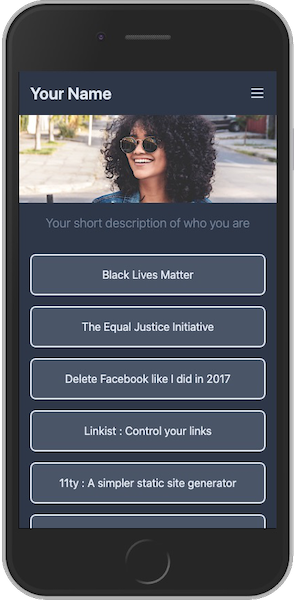 Your Name
Your short description of who you are
Black Lives Matter
The Equal Justice Initiative
Delete Facebook like I did in 2017
Linkist : Control your links
11ty : A simpler static site generator